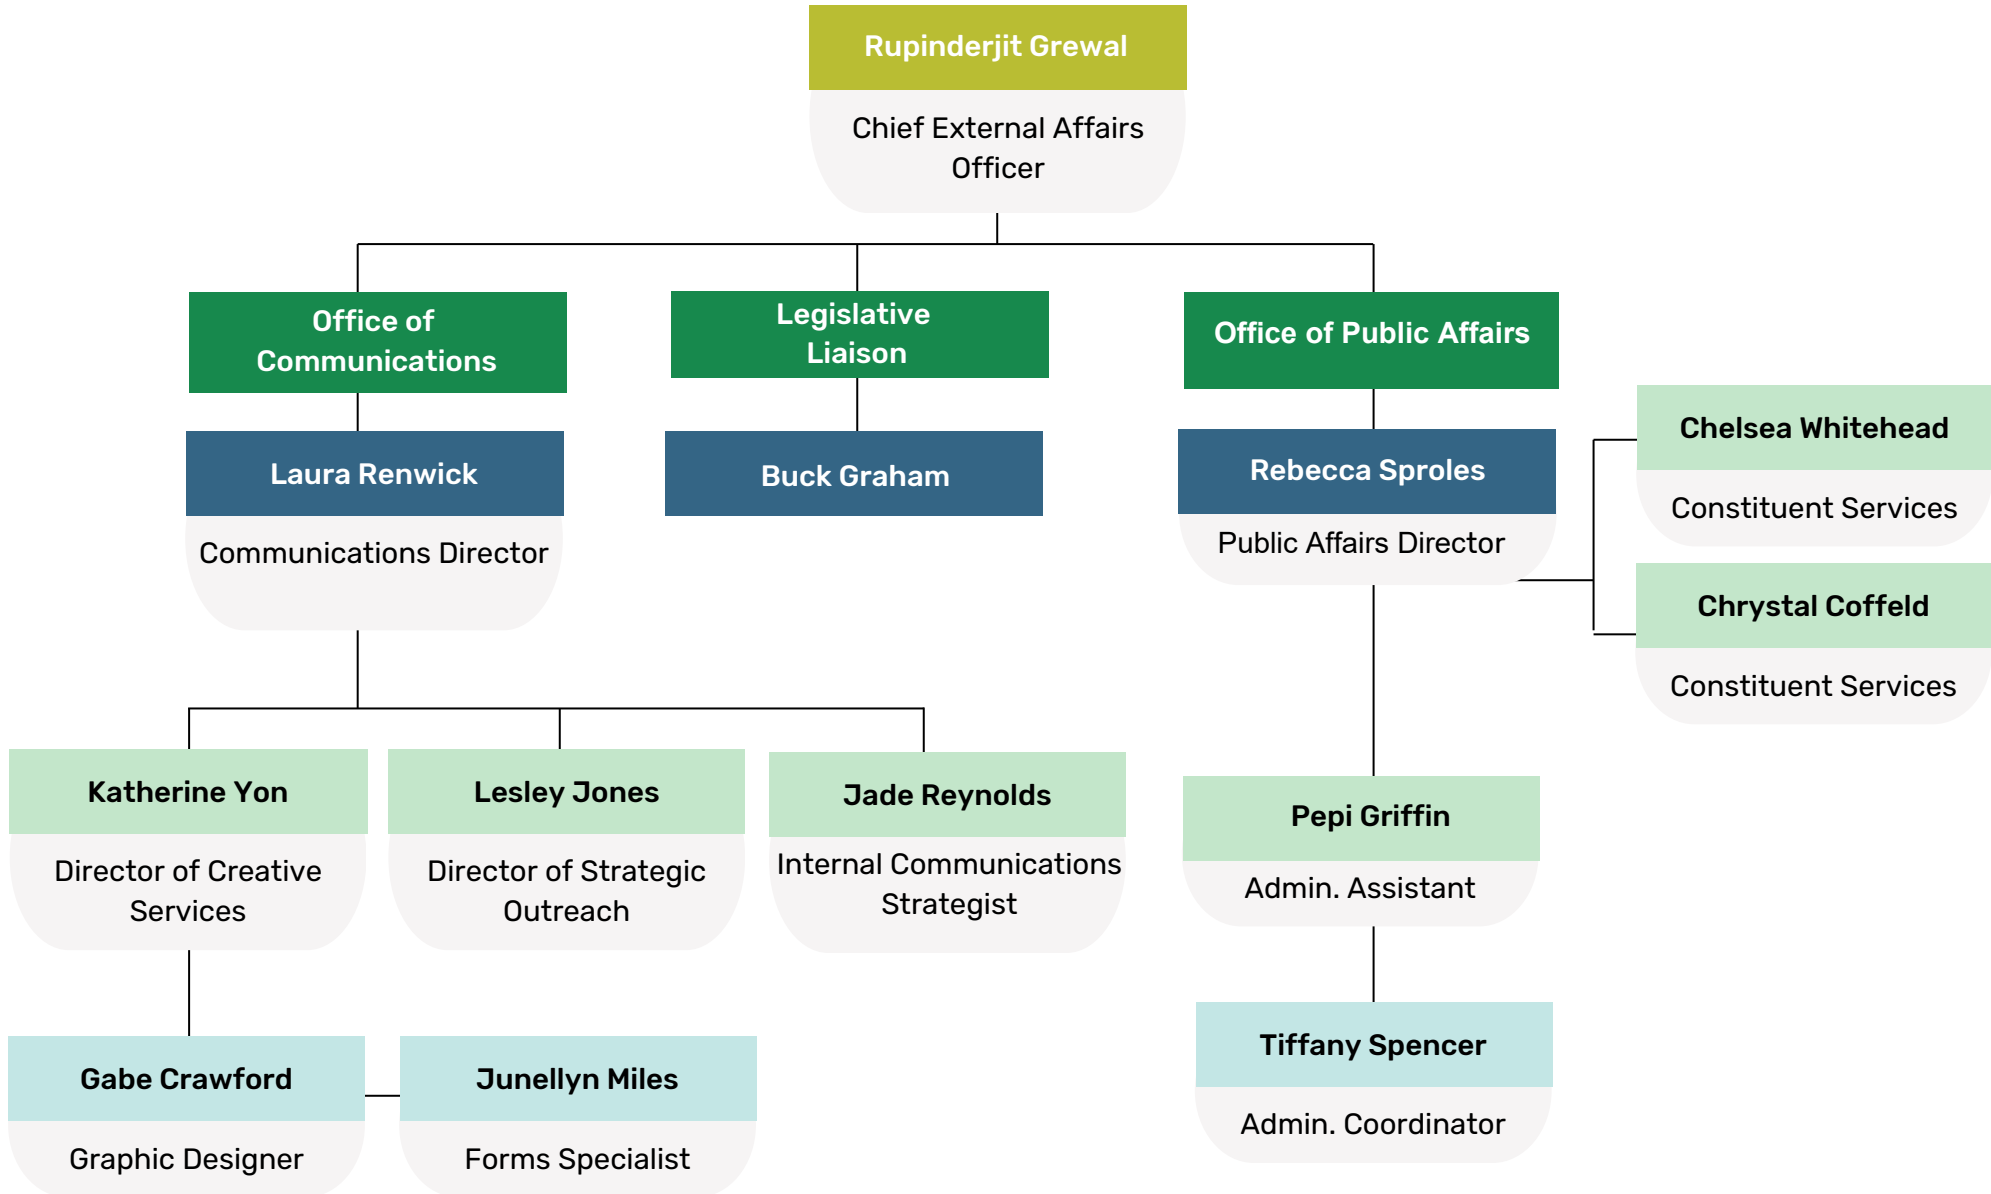 Rupinderjit Grewal
Chief External Affairs
Officer
Office of
Communications
Legislative
Liaison
Office of Public Affairs
Laura Renwick
Communications Director
Buck Graham
Rebecca Sproles
Public Affairs Director
Chelsea Whitehead
Constituent Services
Chrystal Coffeld
Constituent Services
Katherine Yon
Director of Creative
Services
Lesley Jones
Director of Strategic
Outreach
Jade Reynolds
Internal Communications
Strategist
Pepi Griffin
Admin. Assistant
Gabe Crawford
Graphic Designer
Junellyn Miles
Forms Specialist
Tiffany Spencer
Admin. Coordinator